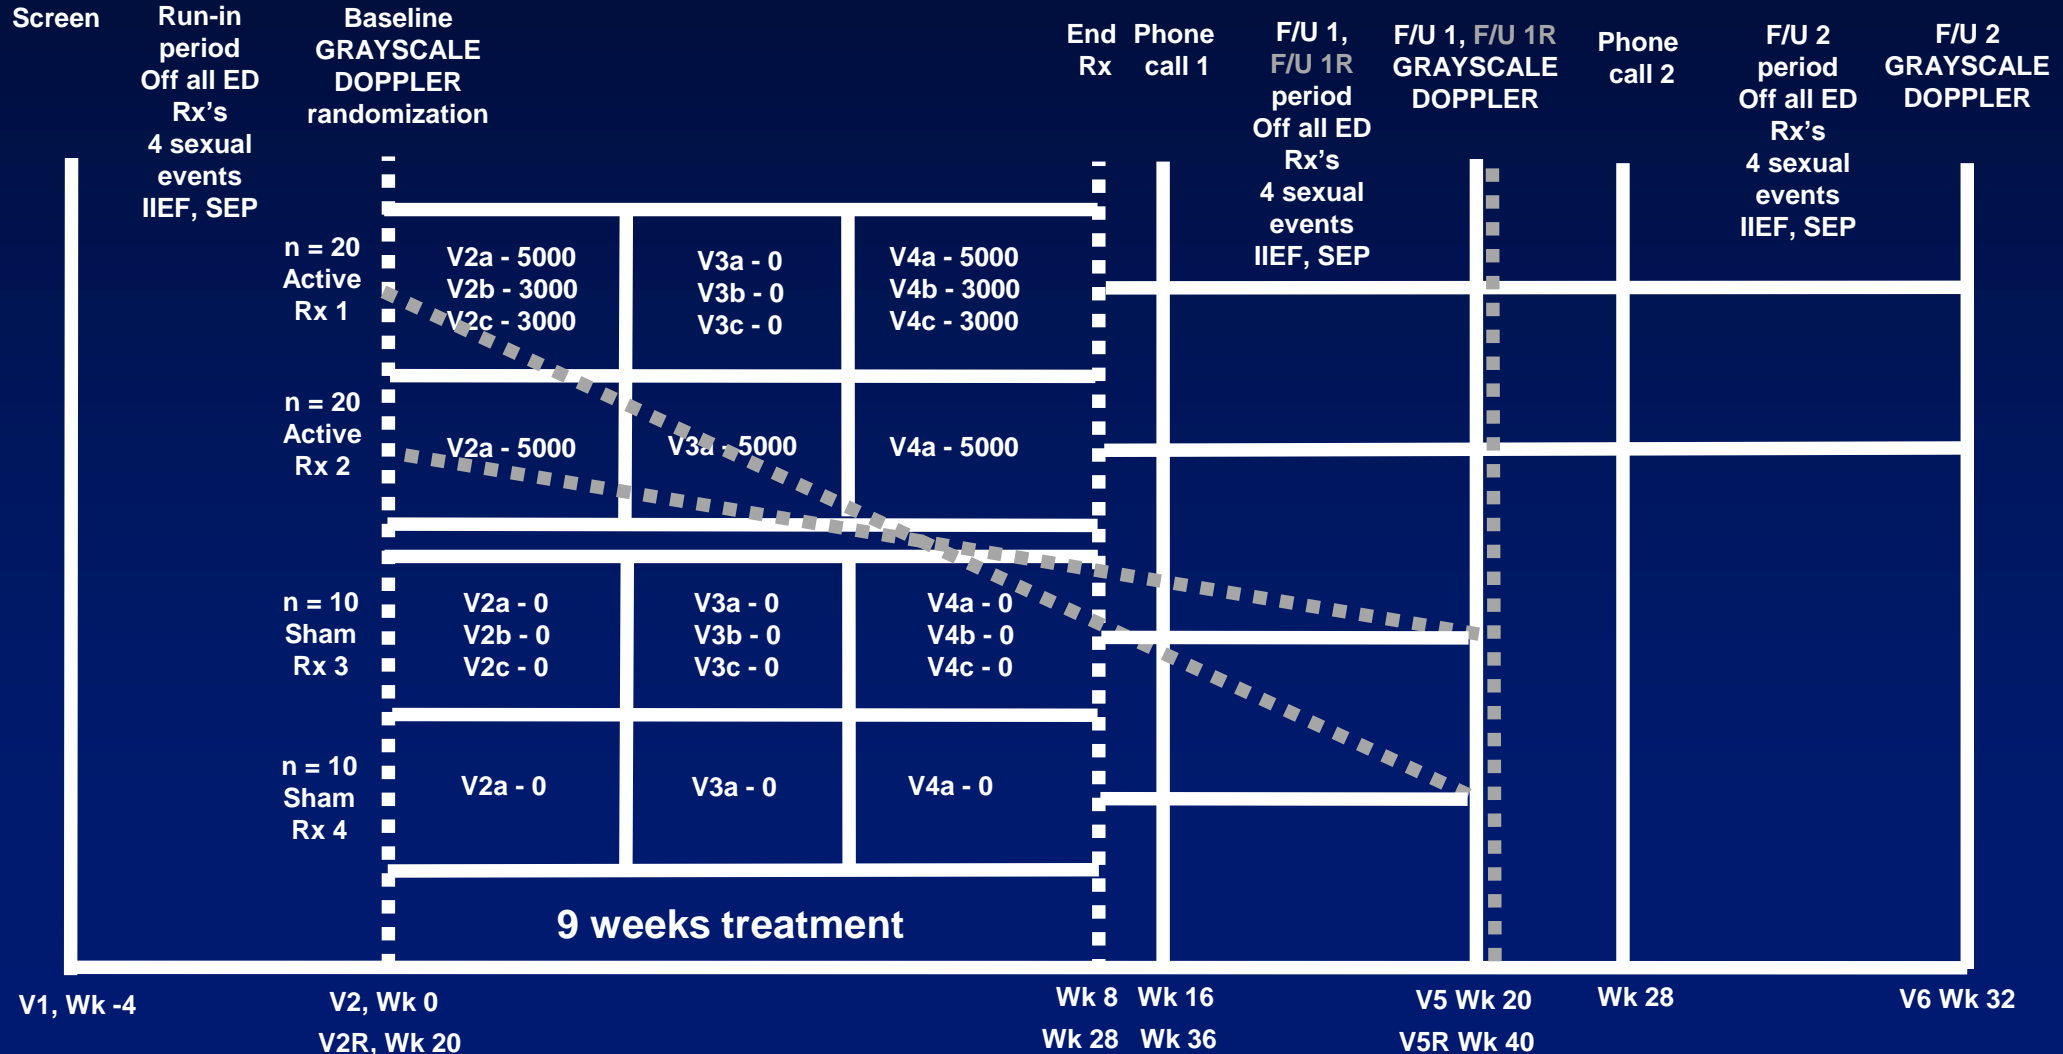 Screen
Run-in
period
Off all ED
Rx's
4 sexual
events
IIEF, SEP
Baseline
GRAYSCALE
DOPPLER
randomization
End
Rx
Phone
call 1
F/U 1,
F/U 1R
period
Off all ED
Rx's
4 sexual
events
IIEF, SEP
F/U 1, F/U 1R
GRAYSCALE
DOPPLER
Phone
call 2
F/U 2
period
Off all ED
Rx's
4 sexual
events
IIEF, SEP
F/U 2
GRAYSCALE
DOPPLER
n = 20
Active
Rx 1
V2a - 5000
V2b - 3000
V2c - 3000
V3a - 0
V3b - 0
V3c - 0
V4a - 5000
V4b - 3000
V4c - 3000
n = 20
Active
Rx 2
V2a - 5000
V3a - 5000
V4a - 5000
n = 10
Sham
Rx 3
V2a - 0
V2b - 0
V2c - 0
V3a - 0
V3b - 0
V3c - 0
V4a - 0
V4b - 0
V4c - 0
n = 10
Sham
Rx 4
V2a - 0
V3a - 0
V4a - 0
9 weeks treatment
V1, Wk -4
V2, Wk 0
V2R, Wk 20
Wk 8
Wk 28
Wk 16
Wk 36
V5 Wk 20
V5R Wk 40
Wk 28
V6 Wk 32